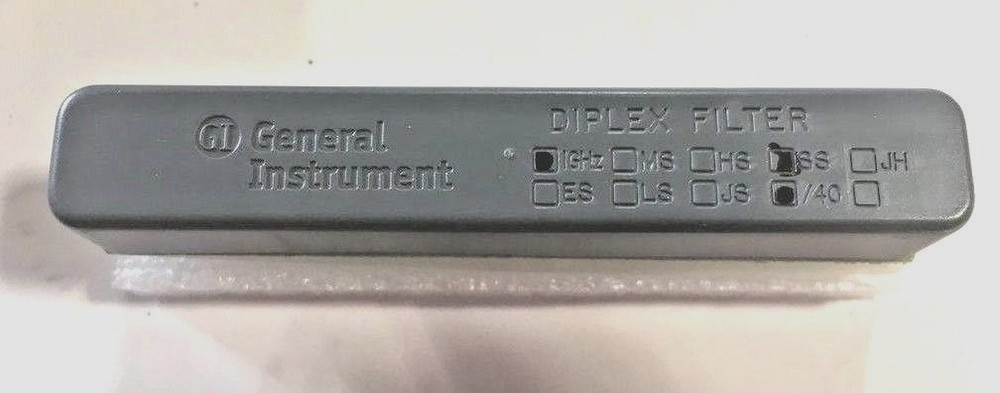 GI General
Instrument
DIPLEX FILTER
1GHz MS HS SS JH
ES LS JS /40